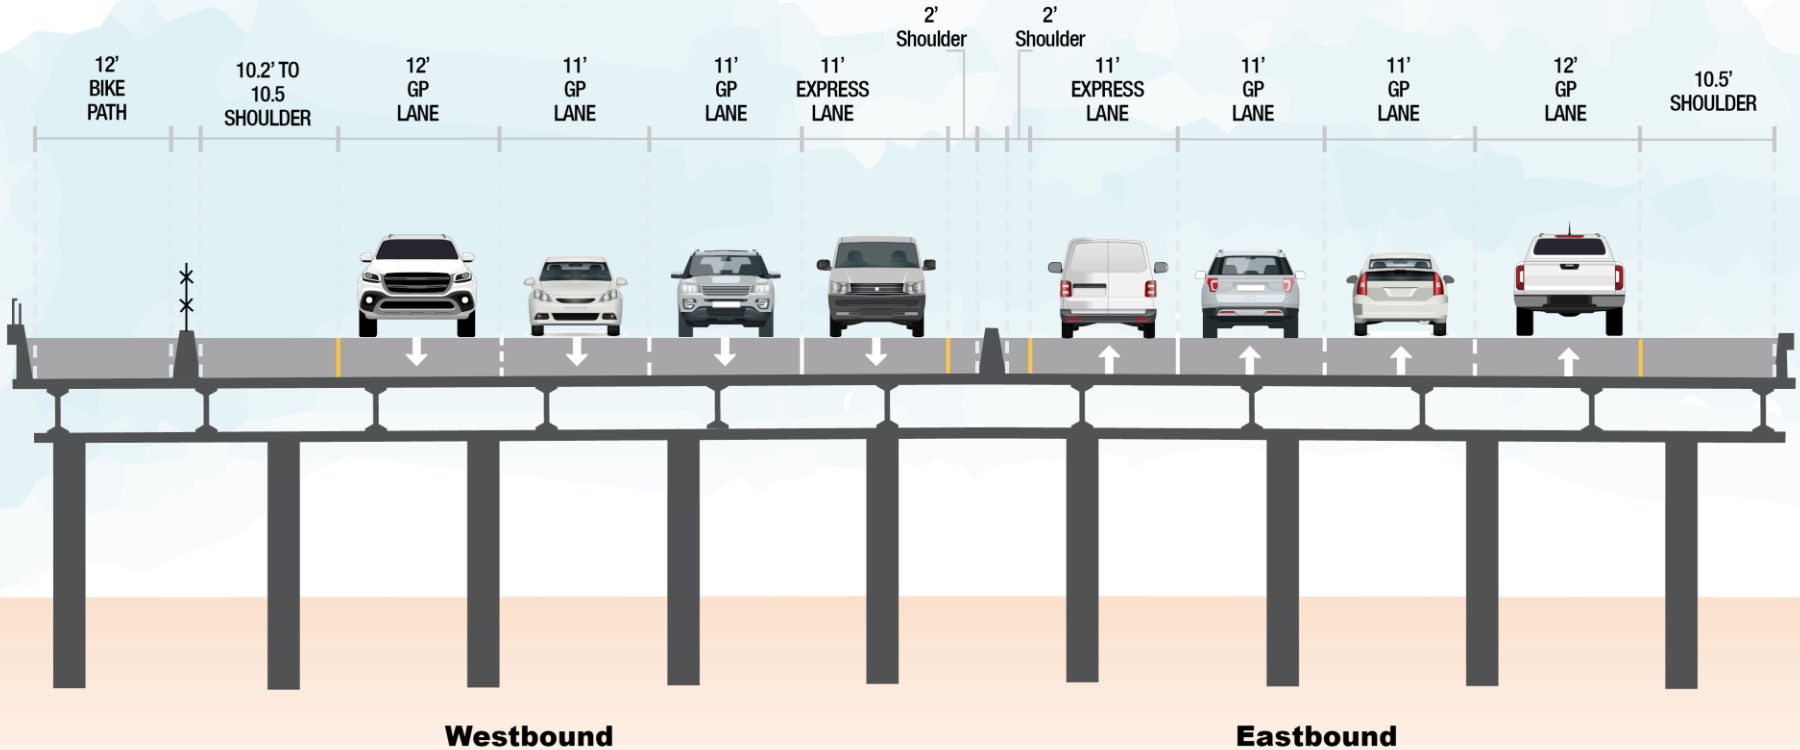 2'
Shoulder
2'
Shoulder
12'
BIKE
PATH
10.2' TO
10.5
SHOULDER
12'
GP
LANE
11'
GP
LANE
11'
GP
LANE
11'
EXPRESS
LANE
11'
EXPRESS
LANE
11'
GP
LANE
11'
GP
LANE
12'
GP
LANE
10.5'
SHOULDER
Westbound
Eastbound